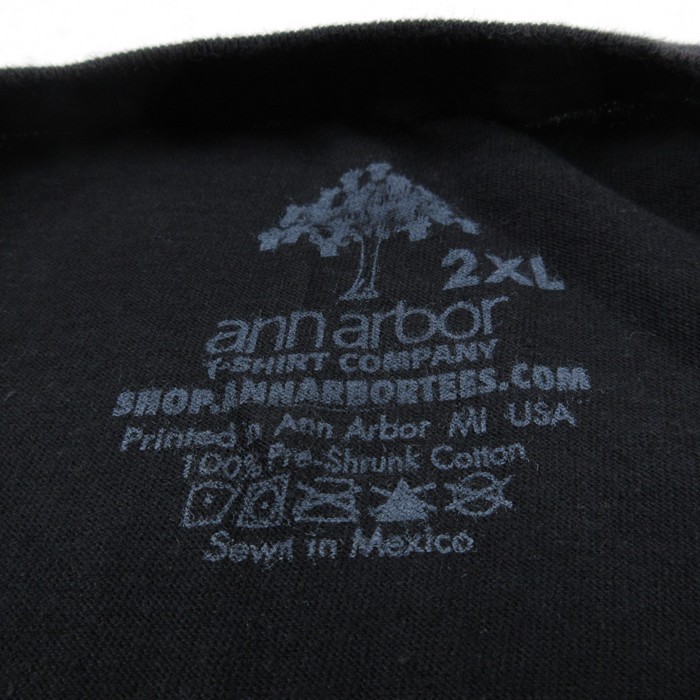 2XL
ann arbor
T-SHIRT COMPANY
SHOP.ANNARBORTEES.COM
Printed in Ann Arbor MI USA
100% Pre-Shrunk Cotton
Sewn in Mexico